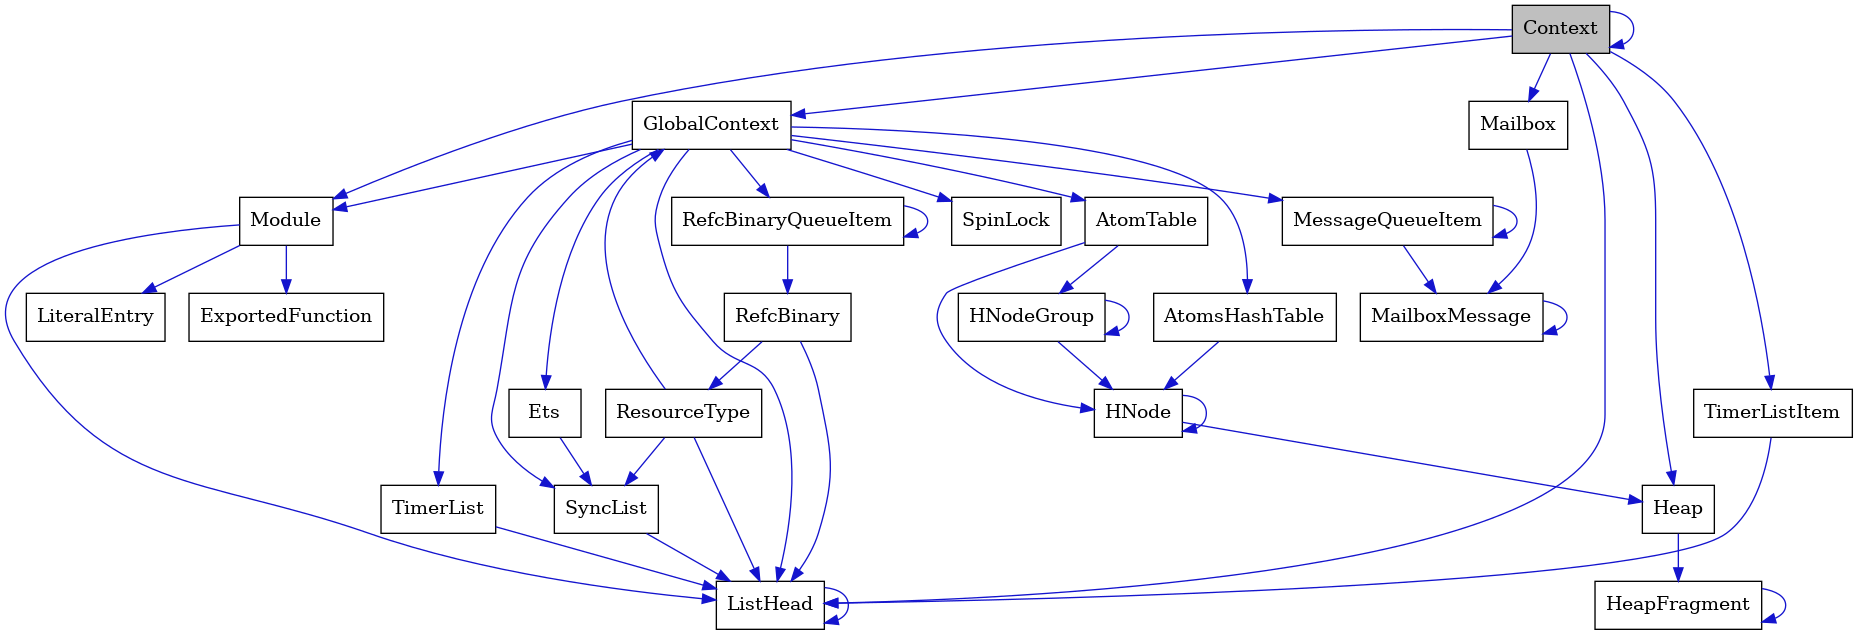 Context
GlobalContext
Mailbox
Module
RefcBinaryQueueItem
SpinLock
AtomTable
MessageQueueItem
LiteralEntry
ExportedFunction
RefcBinary
HNodeGroup
AtomsHashTable
MailboxMessage
Ets
ResourceType
HNode
TimerListItem
TimerList
SyncList
Heap
ListHead
HeapFragment